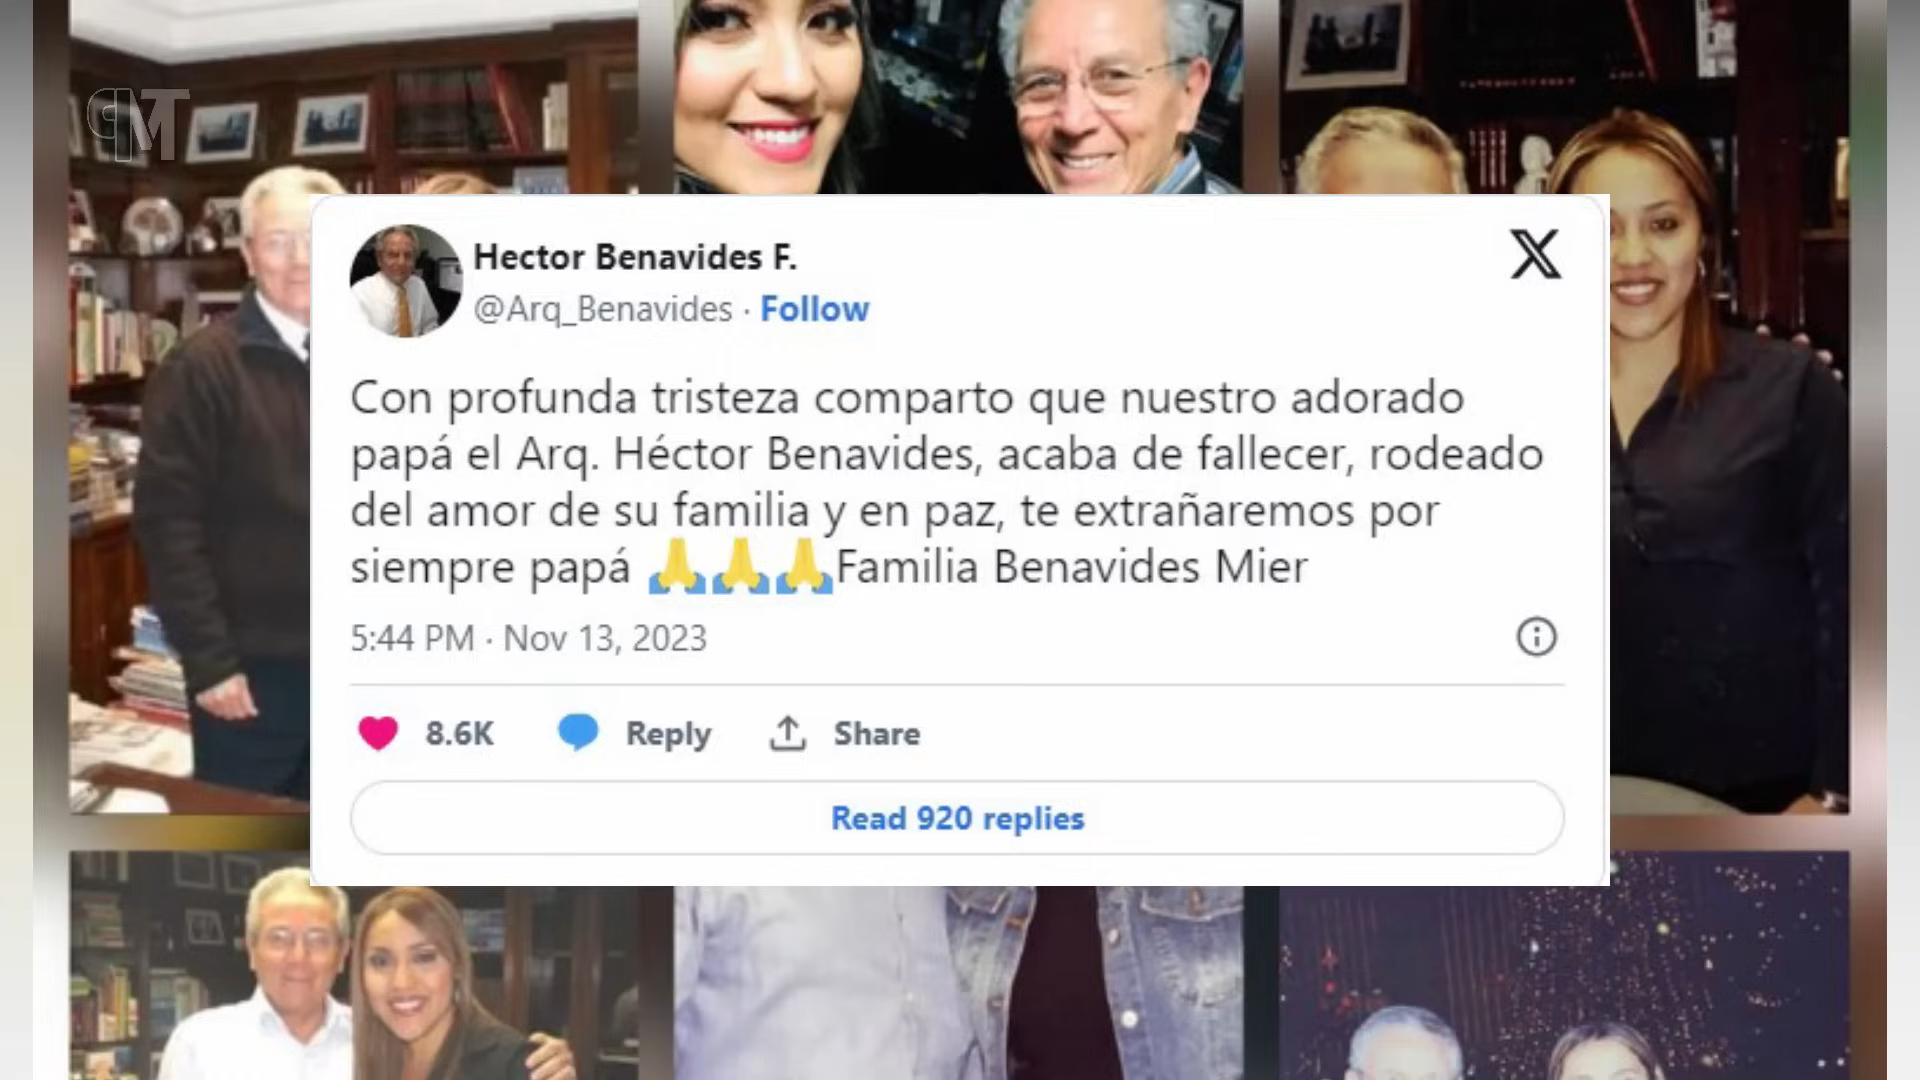 PMT
Hector Benavides F.
@Arq_Benavides · Follow
Con profunda tristeza comparto que nuestro adorado
papá el Arq. Héctor Benavides, acaba de fallecer, rodeado
del amor de su familia y en paz, te extrañaremos por
siempre papá 🙏🙏🙏Familia Benavides Mier
5:44 PM · Nov 13, 2023
8.6K Reply Share
Read 920 replies